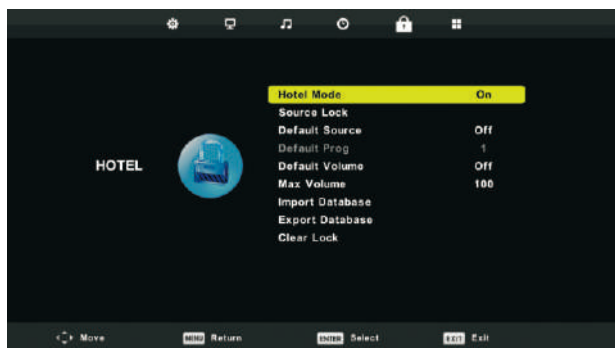 HOTEL
Hotel Mode On
Source Lock
Default Source Off
Default Prog 1
Default Volume Off
Max Volume 100
Import Database
Export Database
Clear Lock
Move MENU Return ENTER Select EXIT Exit